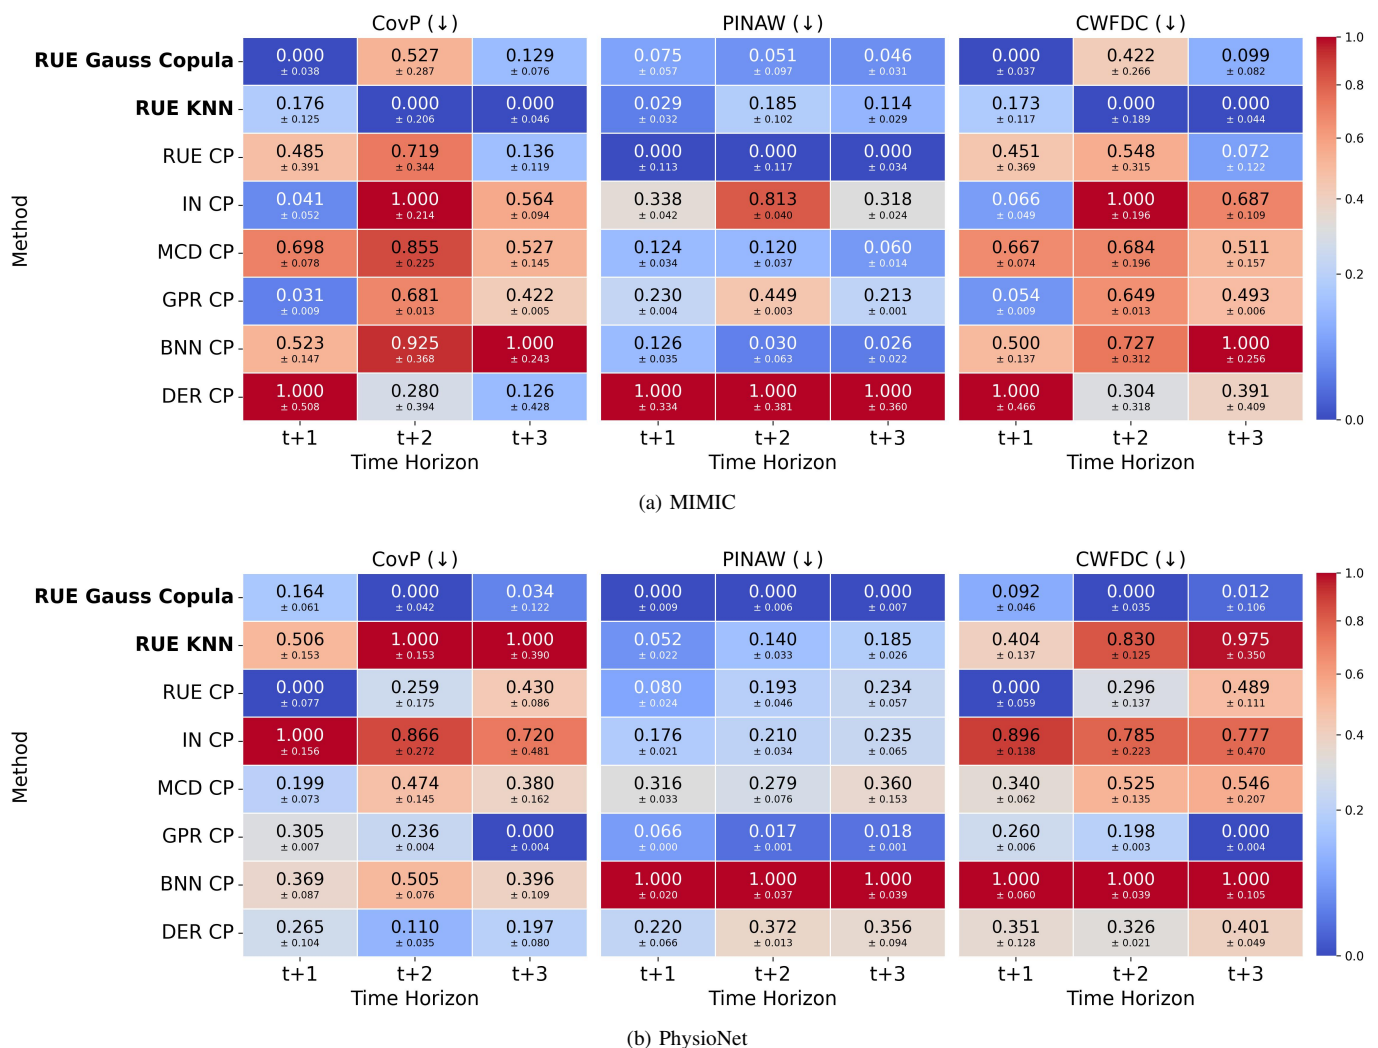 CovP (↓) PINAW (↓) CWFDC (↓)
RUE Gauss Copula 0.000 0.527 0.129 0.075 0.051 0.046 0.000 0.422 0.099 1.0
± 0.038 ± 0.287 ± 0.076 ± 0.057 ± 0.097 ± 0.031 ± 0.037 ± 0.266 ± 0.082
RUE KNN 0.176 0.000 0.000 0.029 0.185 0.114 0.173 0.000 0.000 0.8
± 0.125 ± 0.206 ± 0.046 ± 0.032 ± 0.102 ± 0.029 ± 0.117 ± 0.189 ± 0.044
RUE CP 0.485 0.719 0.136 0.000 0.000 0.000 0.451 0.548 0.072 0.6
± 0.391 ± 0.344 ± 0.119 ± 0.113 ± 0.117 ± 0.034 ± 0.369 ± 0.315 ± 0.122
IN CP 0.041 1.000 0.564 0.338 0.813 0.318 0.066 1.000 0.687 0.4
± 0.052 ± 0.214 ± 0.094 ± 0.042 ± 0.040 ± 0.024 ± 0.049 ± 0.196 ± 0.109
Method
MCD CP 0.698 0.855 0.527 0.124 0.120 0.060 0.667 0.684 0.511 0.2
± 0.078 ± 0.225 ± 0.145 ± 0.034 ± 0.037 ± 0.014 ± 0.074 ± 0.196 ± 0.157
GPR CP 0.031 0.681 0.422 0.230 0.449 0.213 0.054 0.649 0.493
± 0.009 ± 0.013 ± 0.005 ± 0.004 ± 0.003 ± 0.001 ± 0.009 ± 0.013 ± 0.006
BNN CP 0.523 0.925 1.000 0.126 0.030 0.026 0.500 0.727 1.000
± 0.147 ± 0.368 ± 0.243 ± 0.035 ± 0.063 ± 0.022 ± 0.137 ± 0.312 ± 0.256
DER CP 1.000 0.280 0.126 1.000 1.000 1.000 1.000 0.304 0.391
± 0.508 ± 0.394 ± 0.428 ± 0.334 ± 0.381 ± 0.360 ± 0.466 ± 0.318 ± 0.409 0.0
t+1 t+2 t+3 t+1 t+2 t+3 t+1 t+2 t+3
Time Horizon Time Horizon Time Horizon
(a) MIMIC
CovP (↓) PINAW (↓) CWFDC (↓)
RUE Gauss Copula 0.164 0.000 0.034 0.000 0.000 0.000 0.092 0.000 0.012 1.0
± 0.061 ± 0.042 ± 0.122 ± 0.009 ± 0.006 ± 0.007 ± 0.046 ± 0.035 ± 0.106
RUE KNN 0.506 1.000 1.000 0.052 0.140 0.185 0.404 0.830 0.975 0.8
± 0.153 ± 0.153 ± 0.390 ± 0.022 ± 0.033 ± 0.026 ± 0.137 ± 0.125 ± 0.350
RUE CP 0.000 0.259 0.430 0.080 0.193 0.234 0.000 0.296 0.489 0.6
± 0.077 ± 0.175 ± 0.086 ± 0.024 ± 0.046 ± 0.057 ± 0.059 ± 0.137 ± 0.111
IN CP 1.000 0.866 0.720 0.176 0.210 0.235 0.896 0.785 0.777 0.4
± 0.156 ± 0.272 ± 0.481 ± 0.021 ± 0.034 ± 0.065 ± 0.138 ± 0.223 ± 0.470
Method
MCD CP 0.199 0.474 0.380 0.316 0.279 0.360 0.340 0.525 0.546 0.2
± 0.073 ± 0.145 ± 0.162 ± 0.033 ± 0.076 ± 0.153 ± 0.062 ± 0.135 ± 0.207
GPR CP 0.305 0.236 0.000 0.066 0.017 0.018 0.260 0.198 0.000
± 0.007 ± 0.004 ± 0.004 ± 0.000 ± 0.001 ± 0.001 ± 0.006 ± 0.003 ± 0.004
BNN CP 0.369 0.505 0.396 1.000 1.000 1.000 1.000 1.000 1.000
± 0.087 ± 0.076 ± 0.109 ± 0.020 ± 0.037 ± 0.039 ± 0.060 ± 0.039 ± 0.105
DER CP 0.265 0.110 0.197 0.220 0.372 0.356 0.351 0.326 0.401
± 0.104 ± 0.035 ± 0.080 ± 0.066 ± 0.013 ± 0.094 ± 0.128 ± 0.021 ± 0.049 0.0
t+1 t+2 t+3 t+1 t+2 t+3 t+1 t+2 t+3
Time Horizon Time Horizon Time Horizon
(b) PhysioNet